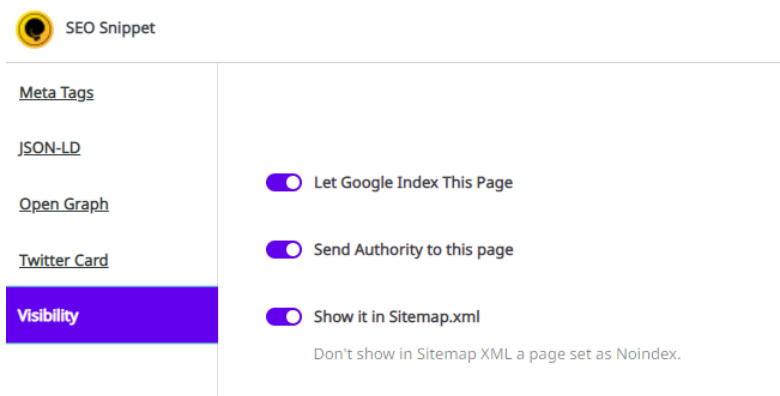 SEO Snippet
Meta Tags
JSON-LD
Open Graph
Twitter Card
Visibility
Let Google Index This Page
Send Authority to this page
Show it in Sitemap.xml
Don't show in Sitemap XML a page set as Noindex.